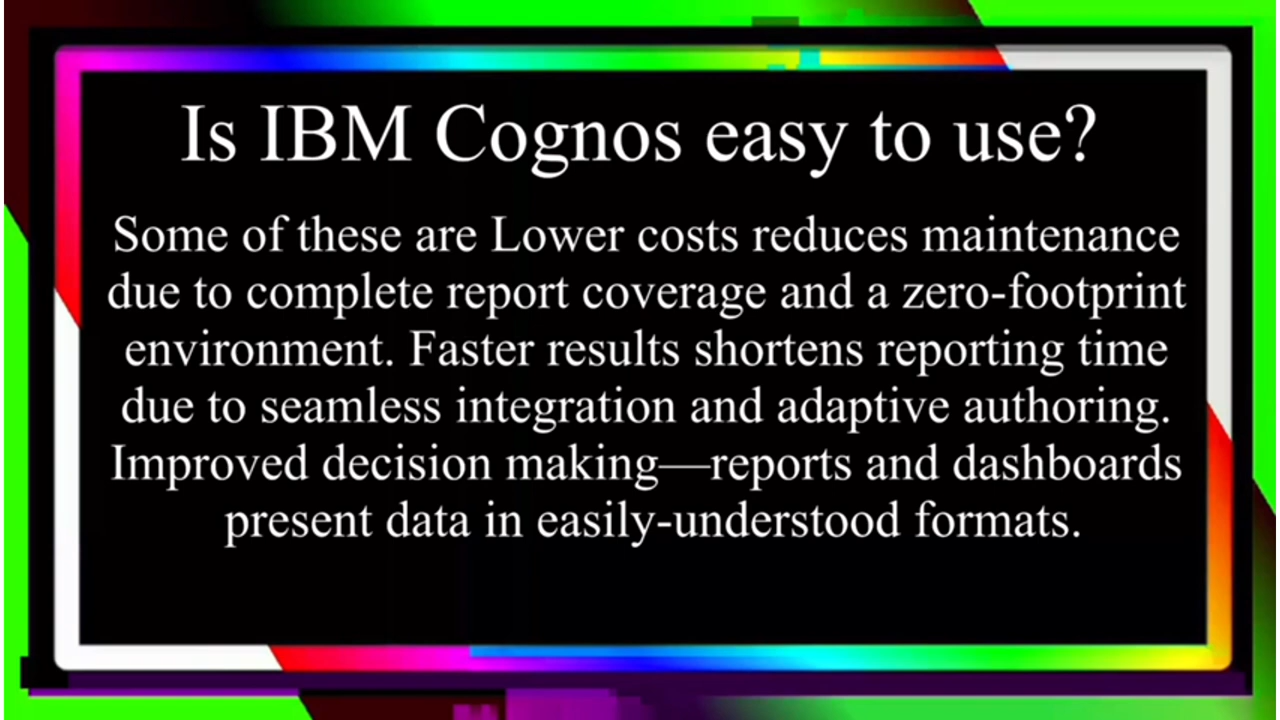 Is IBM Cognos easy to use?
Some of these are Lower costs reduces maintenance
due to complete report coverage and a zero-footprint
environment. Faster results shortens reporting time
due to seamless integration and adaptive authoring.
Improved decision making—reports and dashboards
present data in easily-understood formats.